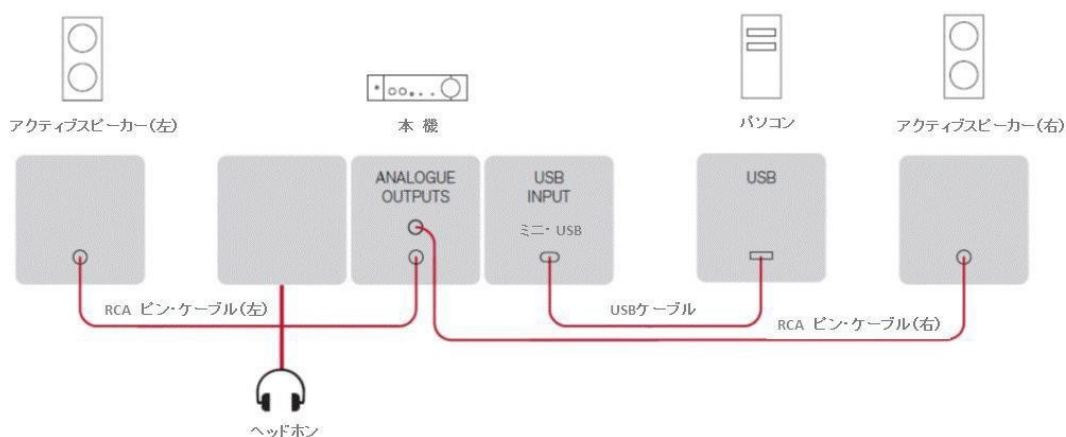 アクティブスピーカー(左)
本 機
パソコン
アクティブスピーカー(右)
ANALOGUE
OUTPUTS
USB
INPUT
ミニ・ USB
USB
RCA ピン・ケーブル(左)
USBケーブル
RCA ピン・ケーブル(右)
ヘッドホン